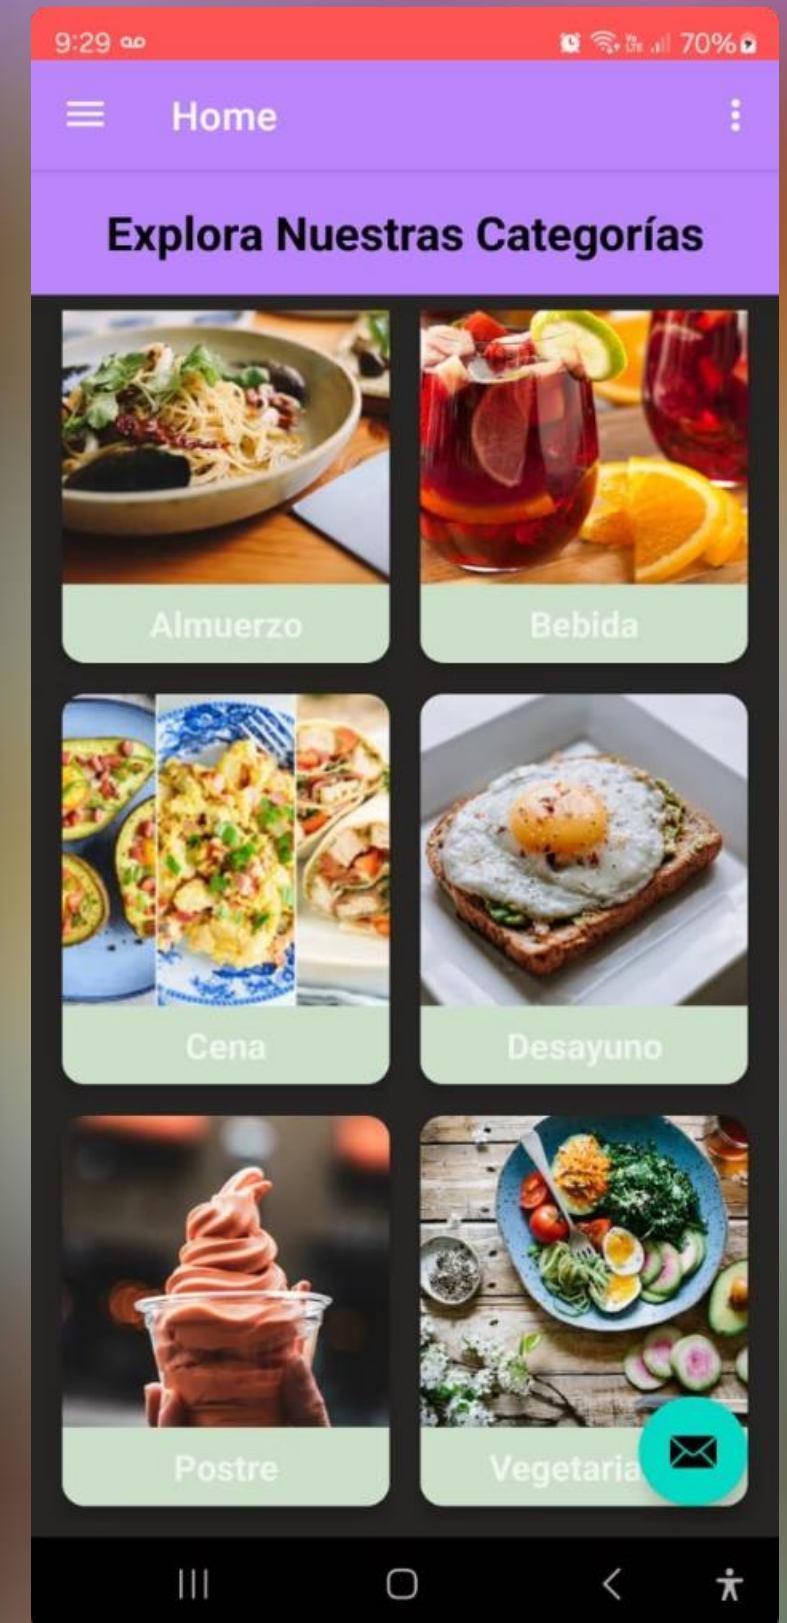 9:29
70%
Home
Explora Nuestras Categorías
Almuerzo
Bebida
Cena
Desayuno
Postre
Vegetaria